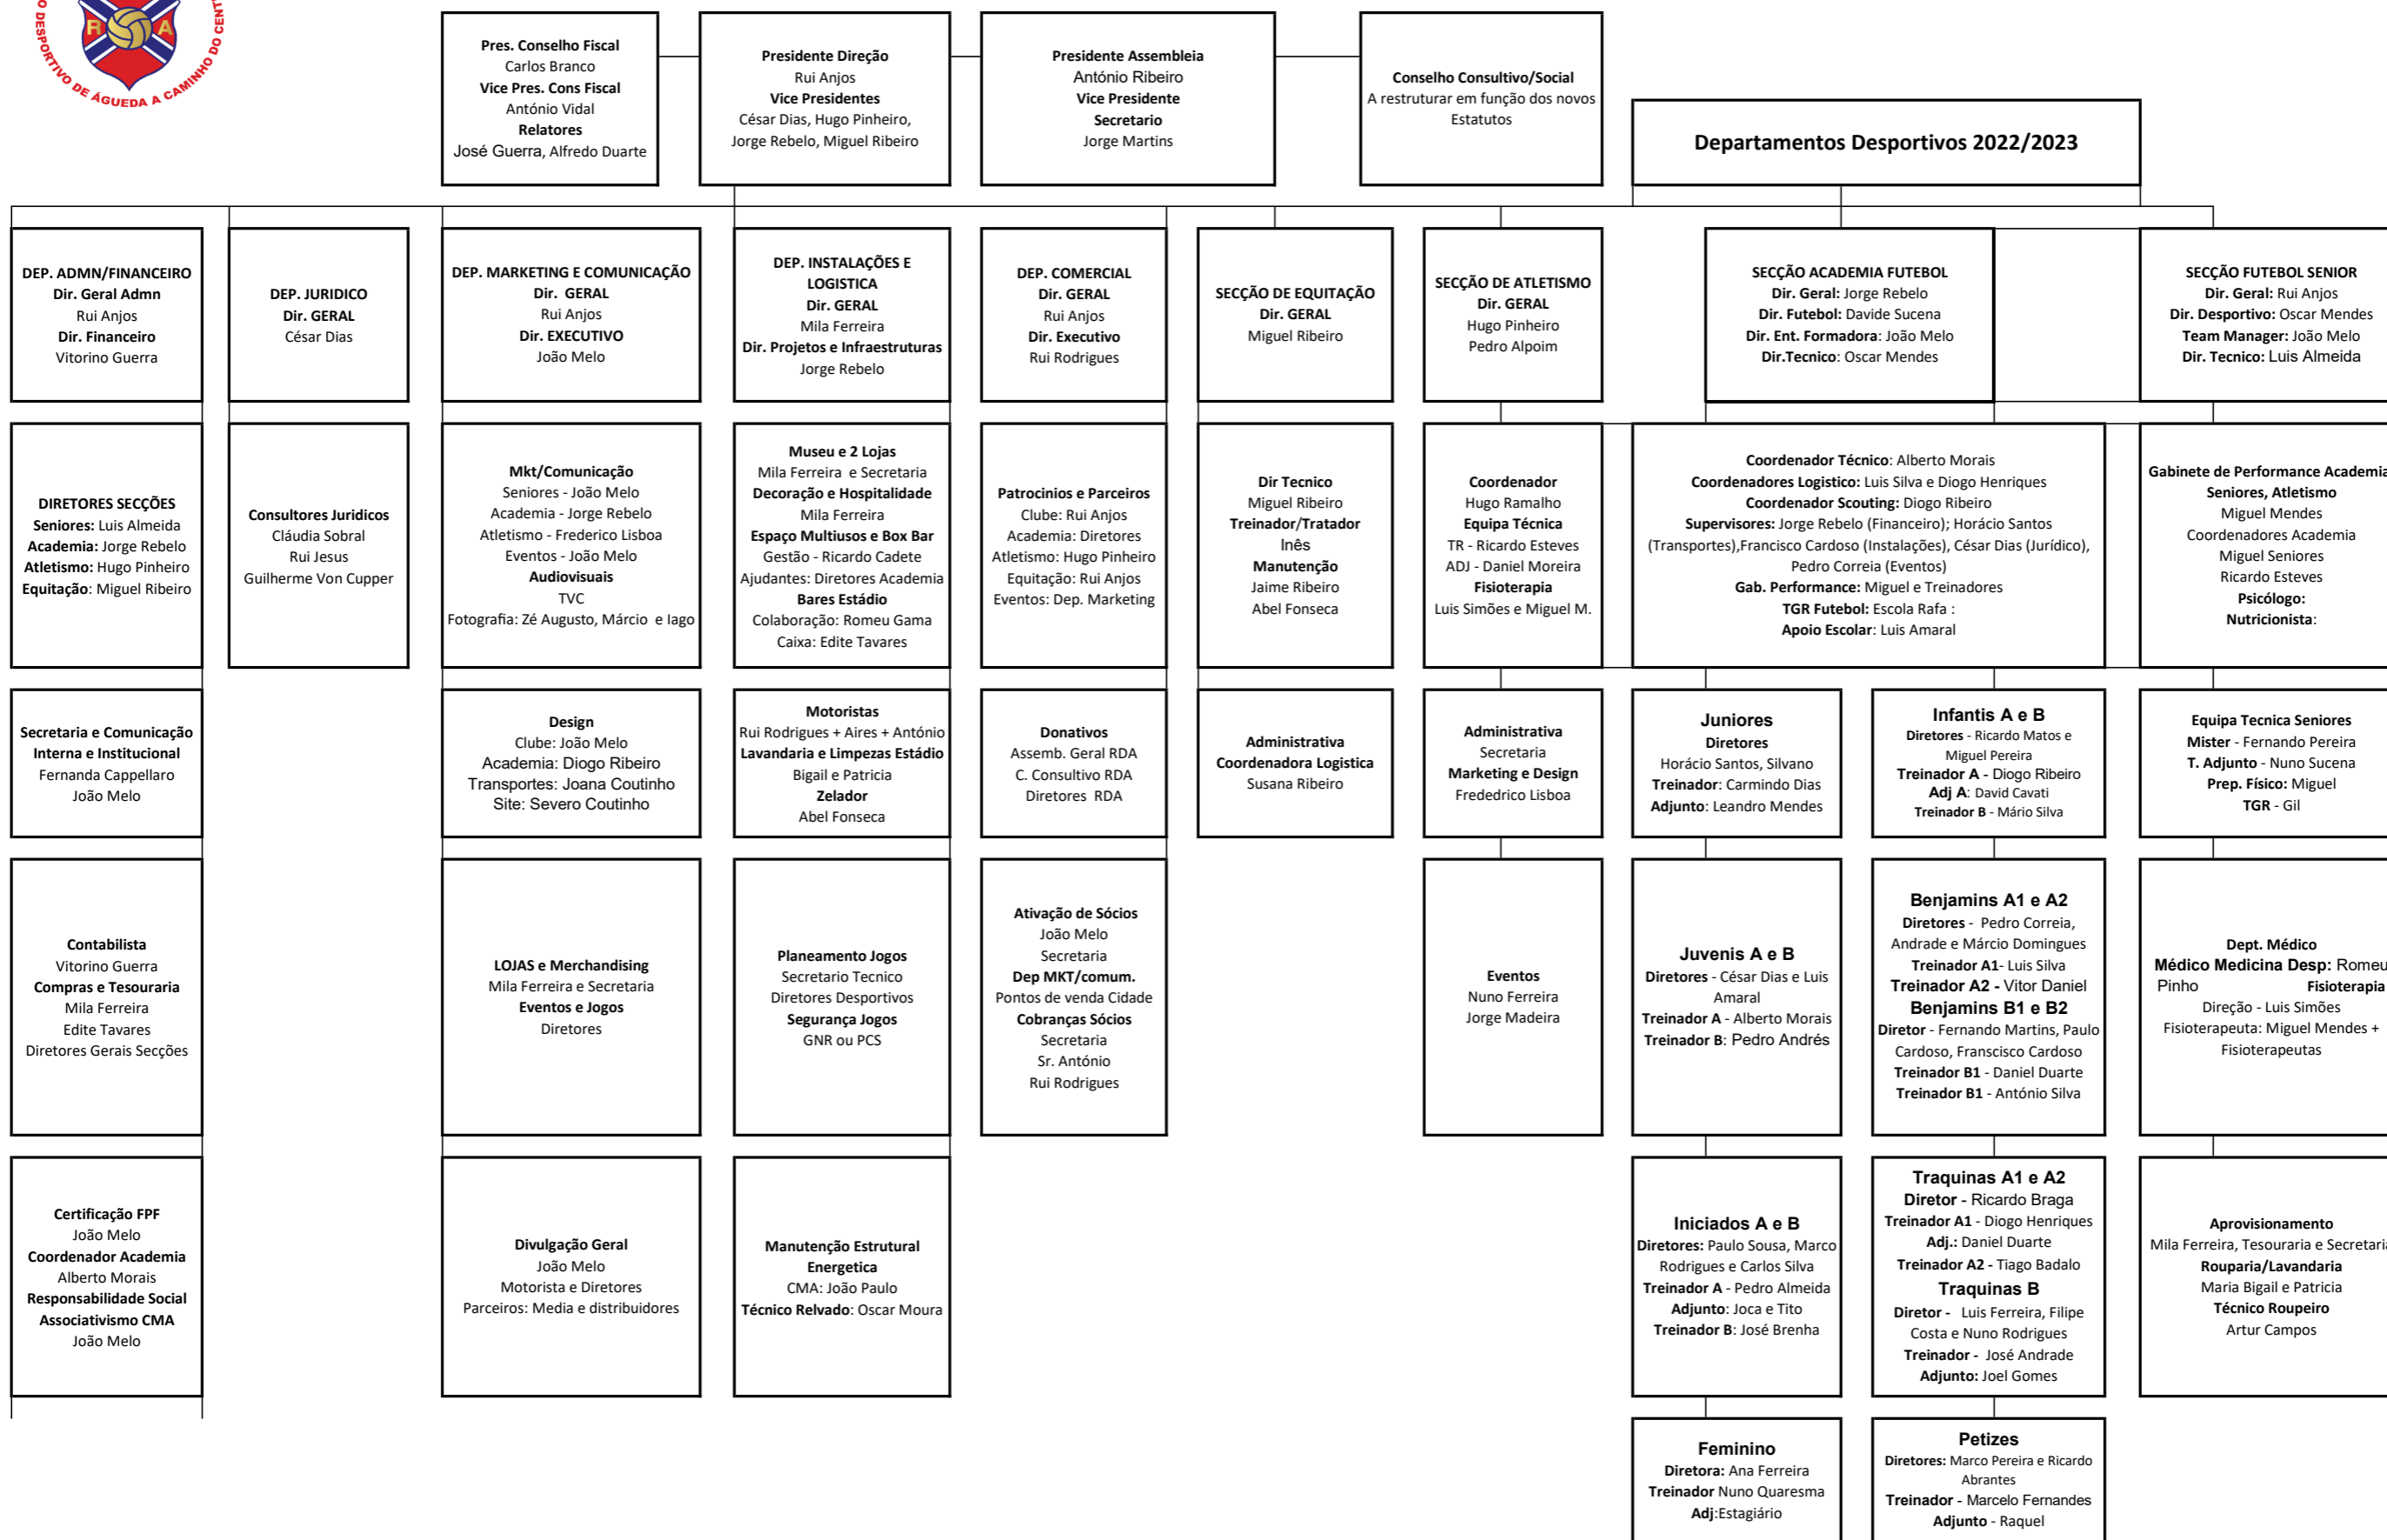 O DESPORTIVO DE ÁGUEDA A CAMINHO DO CENT
R A
Pres. Conselho Fiscal
Carlos Branco
Vice Pres. Cons Fiscal
António Vidal
Relatores
José Guerra, Alfredo Duarte
Presidente Direção
Rui Anjos
Vice Presidentes
César Dias, Hugo Pinheiro,
Jorge Rebelo, Miguel Ribeiro
Presidente Assembleia
António Ribeiro
Vice Presidente
Secretario
Jorge Martins
Conselho Consultivo/Social
A restruturar em função dos novos
Estatutos
Departamentos Desportivos 2022/2023
DEP. ADMN/FINANCEIRO
Dir. Geral Admn
Rui Anjos
Dir. Financeiro
Vitorino Guerra
DEP. JURIDICO
Dir. GERAL
César Dias
DEP. MARKETING E COMUNICAÇÃO
Dir. GERAL
Rui Anjos
Dir. EXECUTIVO
João Melo
DEP. INSTALAÇÕES E
LOGISTICA
Dir. GERAL
Mila Ferreira
Dir. Projetos e Infraestruturas
Jorge Rebelo
DEP. COMERCIAL
Dir. GERAL
Rui Anjos
Dir. Executivo
Rui Rodrigues
SECÇÃO DE EQUITAÇÃO
Dir. GERAL
Miguel Ribeiro
SECÇÃO DE ATLETISMO
Dir. GERAL
Hugo Pinheiro
Pedro Alpoim
SECÇÃO ACADEMIA FUTEBOL
Dir. Geral: Jorge Rebelo
Dir. Futebol: Davide Sucena
Dir. Ent. Formadora: João Melo
Dir.Tecnico: Oscar Mendes
SECÇÃO FUTEBOL SENIOR
Dir. Geral: Rui Anjos
Dir. Desportivo: Oscar Mendes
Team Manager: João Melo
Dir. Tecnico: Luis Almeida
DIRETORES SECÇÕES
Seniores: Luis Almeida
Academia: Jorge Rebelo
Atletismo: Hugo Pinheiro
Equitação: Miguel Ribeiro
Consultores Juridicos
Cláudia Sobral
Rui Jesus
Guilherme Von Cupper
Mkt/Comunicação
Seniores - João Melo
Academia - Jorge Rebelo
Atletismo - Frederico Lisboa
Eventos - João Melo
Audiovisuais
TVC
Fotografia: Zé Augusto, Márcio e Iago
Museu e 2 Lojas
Mila Ferreira e Secretaria
Decoração e Hospitalidade
Mila Ferreira
Espaço Multiusos e Box Bar
Gestão - Ricardo Cadete
Ajudantes: Diretores Academia
Bares Estádio
Colaboração: Romeu Gama
Caixa: Edite Tavares
Patrocinios e Parceiros
Clube: Rui Anjos
Academia: Diretores
Atletismo: Hugo Pinheiro
Equitação: Rui Anjos
Eventos: Dep. Marketing
Dir Tecnico
Miguel Ribeiro
Treinador/Tratador
Inês
Manutenção
Jaime Ribeiro
Abel Fonseca
Coordenador
Hugo Ramalho
Equipa Técnica
TR - Ricardo Esteves
ADJ - Daniel Moreira
Fisioterapia
Luis Simões e Miguel M.
Coordenador Técnico: Alberto Morais
Coordenadores Logistico: Luis Silva e Diogo Henriques
Coordenador Scouting: Diogo Ribeiro
Supervisores: Jorge Rebelo (Financeiro); Horácio Santos
(Transportes),Francisco Cardoso (Instalações), César Dias (Jurídico),
Pedro Correia (Eventos)
Gab. Performance: Miguel e Treinadores
TGR Futebol: Escola Rafa :
Apoio Escolar: Luis Amaral
Gabinete de Performance Academia
Seniores, Atletismo
Miguel Mendes
Coordenadores Academia
Miguel Seniores
Ricardo Esteves
Psicólogo:
Nutricionista:
Secretaria e Comunicação
Interna e Institucional
Fernanda Cappellaro
João Melo
Design
Clube: João Melo
Academia: Diogo Ribeiro
Transportes: Joana Coutinho
Site: Severo Coutinho
Motoristas
Rui Rodrigues + Aires + António
Lavandaria e Limpezas Estádio
Bigail e Patricia
Zelador
Abel Fonseca
Donativos
Assemb. Geral RDA
C. Consultivo RDA
Diretores RDA
Administrativa
Coordenadora Logistica
Susana Ribeiro
Administrativa
Secretaria
Marketing e Design
Frededrico Lisboa
Juniores
Diretores
Horácio Santos, Silvano
Treinador: Carmindo Dias
Adjunto: Leandro Mendes
Infantis A e B
Diretores - Ricardo Matos e
Miguel Pereira
Treinador A - Diogo Ribeiro
Adj A: David Cavati
Treinador B - Mário Silva
Equipa Tecnica Seniores
Mister - Fernando Pereira
T. Adjunto - Nuno Sucena
Prep. Físico: Miguel
TGR - Gil
Contabilista
Vitorino Guerra
Compras e Tesouraria
Mila Ferreira
Edite Tavares
Diretores Gerais Secções
LOJAS e Merchandising
Mila Ferreira e Secretaria
Eventos e Jogos
Diretores
Planeamento Jogos
Secretario Tecnico
Diretores Desportivos
Segurança Jogos
GNR ou PCS
Ativação de Sócios
João Melo
Secretaria
Dep MKT/comum.
Pontos de venda Cidade
Cobranças Sócios
Secretaria
Sr. António
Rui Rodrigues
Eventos
Nuno Ferreira
Jorge Madeira
Juvenis A e B
Diretores - César Dias e Luis
Amaral
Treinador A - Alberto Morais
Treinador B: Pedro Andrés
Benjamins A1 e A2
Diretores - Pedro Correia,
Andrade e Márcio Domingues
Treinador A1- Luis Silva
Treinador A2 - Vitor Daniel
Benjamins B1 e B2
Diretor - Fernando Martins, Paulo
Cardoso, Franscisco Cardoso
Treinador B1 - Daniel Duarte
Treinador B1 - António Silva
Dept. Médico
Médico Medicina Desp: Romeu
Pinho Fisioterapia
Direção - Luis Simões
Fisioterapeuta: Miguel Mendes +
Fisioterapeutas
Certificação FPF
João Melo
Coordenador Academia
Alberto Morais
Responsabilidade Social
Associativismo CMA
João Melo
Divulgação Geral
João Melo
Motorista e Diretores
Parceiros: Media e distribuidores
Manutenção Estrutural
Energetica
CMA: João Paulo
Técnico Relvado: Oscar Moura
Iniciados A e B
Diretores: Paulo Sousa, Marco
Rodrigues e Carlos Silva
Treinador A - Pedro Almeida
Adjunto: Joca e Tito
Treinador B: José Brenha
Traquinas A1 e A2
Diretor - Ricardo Braga
Treinador A1 - Diogo Henriques
Adj.: Daniel Duarte
Treinador A2 - Tiago Badalo
Traquinas B
Diretor - Luis Ferreira, Filipe
Costa e Nuno Rodrigues
Treinador - José Andrade
Adjunto: Joel Gomes
Aprovisionamento
Mila Ferreira, Tesouraria e Secretaria
Rouparia/Lavandaria
Maria Bigail e Patricia
Técnico Roupeiro
Artur Campos
Feminino
Diretora: Ana Ferreira
Treinador Nuno Quaresma
Adj:Estagiário
Petizes
Diretores: Marco Pereira e Ricardo
Abrantes
Treinador - Marcelo Fernandes
Adjunto - Raquel